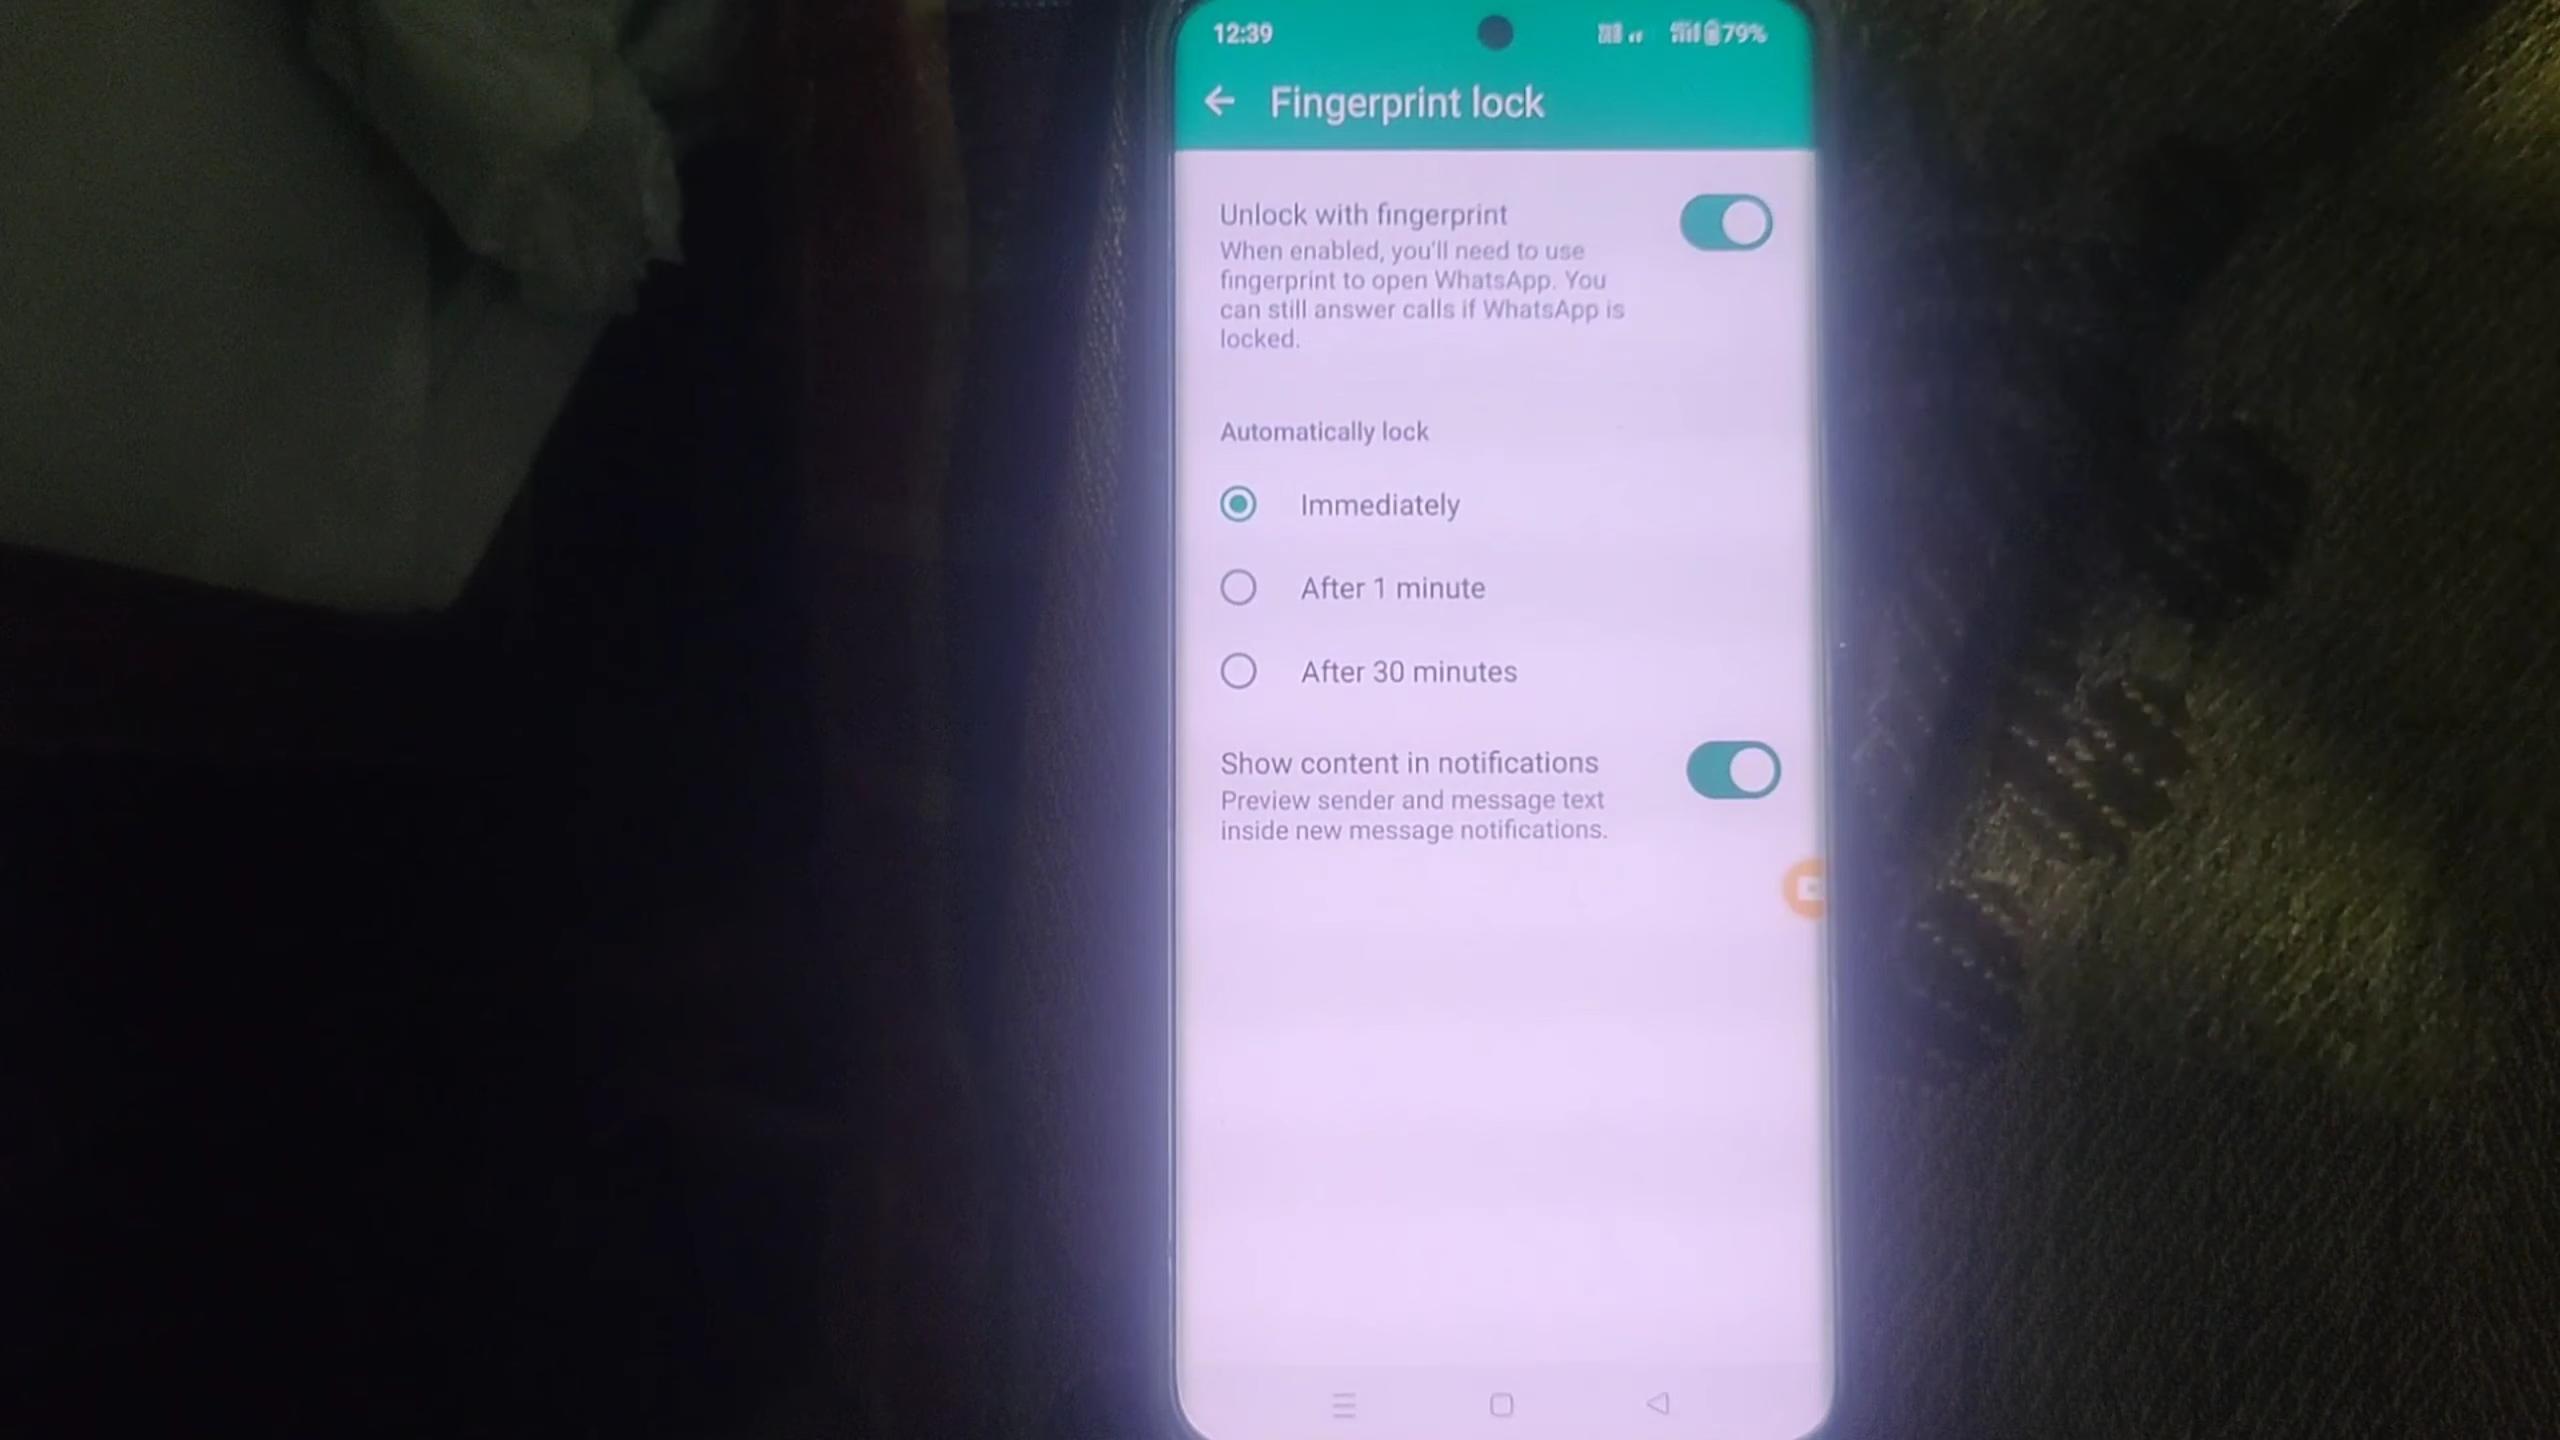 12:39
79%
Fingerprint lock
Unlock with fingerprint
When enabled, you'll need to use
fingerprint to open WhatsApp. You
can still answer calls if WhatsApp is
locked.
Automatically lock
Immediately
After 1 minute
After 30 minutes
Show content in notifications
Preview sender and message text
inside new message notifications.